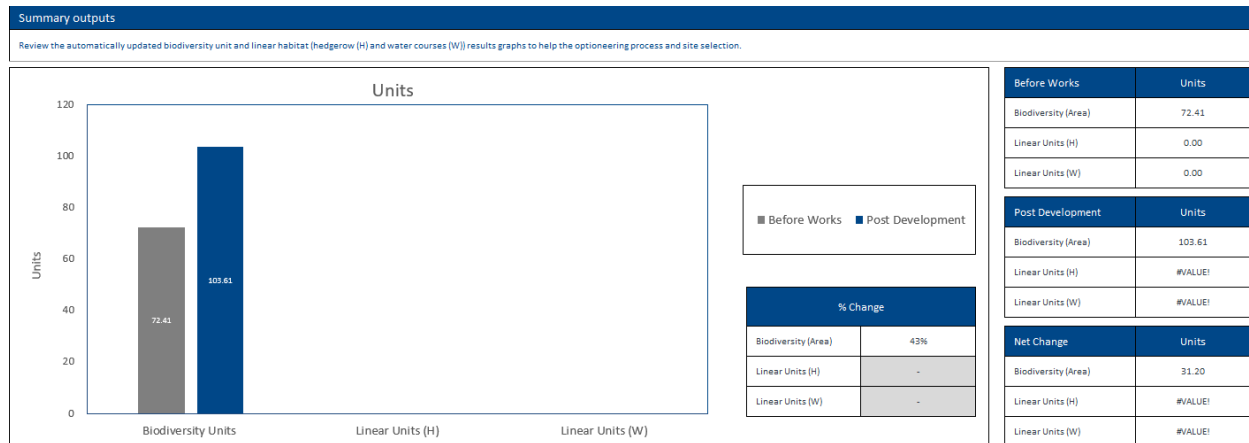 Summary outputs
Review the automatically updated biodiversity unit and linear habitat (hedgerow (H) and water courses (W)) results graphs to help the optioneering process and site selection.
Units
120
100
80
60
40
20
0
Units
72.41
103.61
Biodiversity Units
Linear Units (H)
Linear Units (W)
Before Works
Post Development
% Change
Biodiversity (Area) 43%
Linear Units (H) -
Linear Units (W) -
Before Works Units
Biodiversity (Area) 72.41
Linear Units (H) 0.00
Linear Units (W) 0.00
Post Development Units
Biodiversity (Area) 103.61
Linear Units (H) #VALUE!
Linear Units (W) #VALUE!
Net Change Units
Biodiversity (Area) 31.20
Linear Units (H) #VALUE!
Linear Units (W) #VALUE!